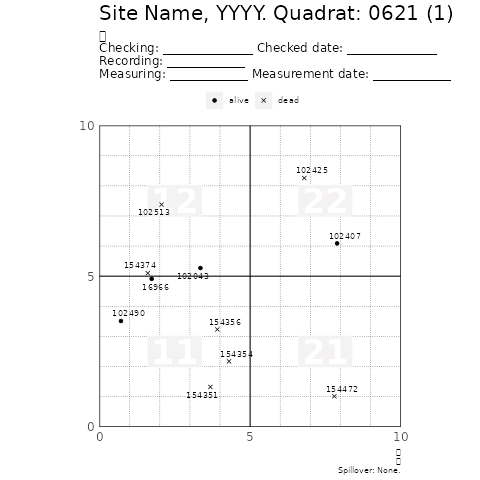 Site Name, YYYY. Quadrat: 0621 (1)
Checking: ______________ Checked date: ______________
Recording: ____________
Measuring: ____________ Measurement date: ____________
alive dead
10
102425
12 22
102513
102407
154374
5
102043
16966
102490
154356
11 21
154354
154472
154351
0
0 5 10
Spillover: None.